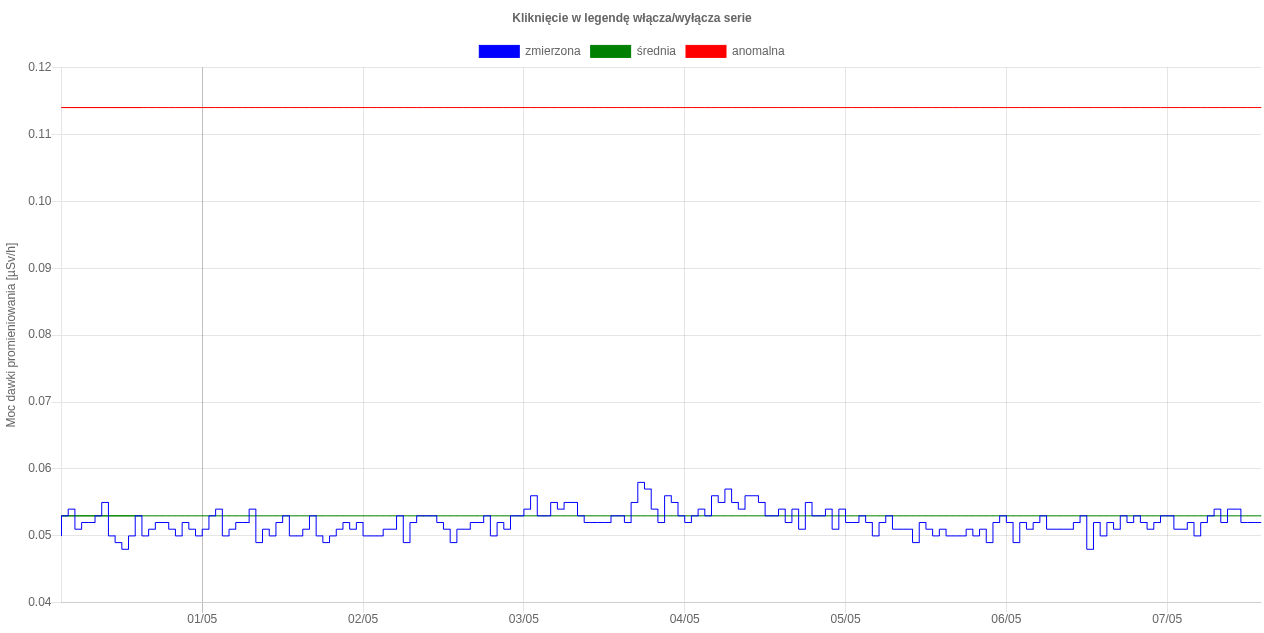 Kliknięcie w legendę włącza/wyłącza serie
zmierzona średnia anomalna
Moc dawki promieniowania [µSv/h]
0.12
0.11
0.10
0.09
0.08
0.07
0.06
0.05
0.04
01/05 02/05 03/05 04/05 05/05 06/05 07/05